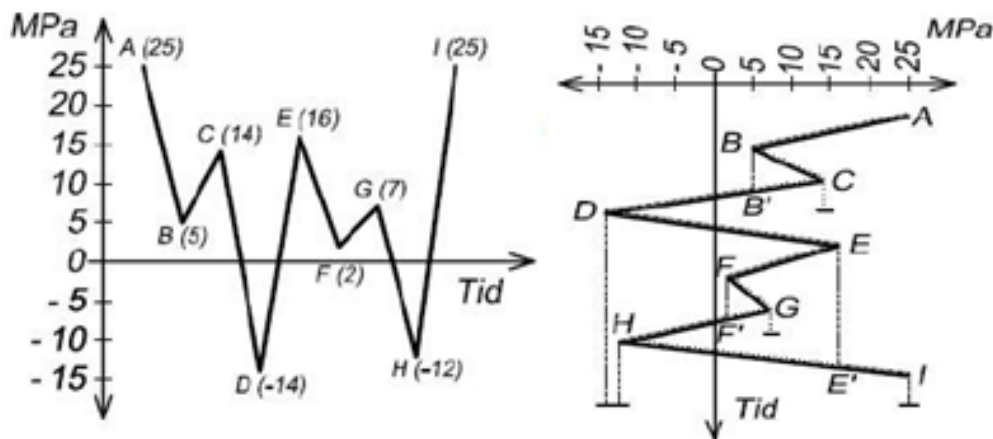 MPa
A (25)
I (25)
25
20
15
10
5
0
- 5
- 10
- 15
C (14)
E (16)
G (7)
B (5)
F (2)
D (-14)
H (-12)
Tid
MPa
- 15
- 10
- 5
0
5
10
15
20
25
A
B
C
B'
D
E
F
G
F'
H
E'
I
Tid